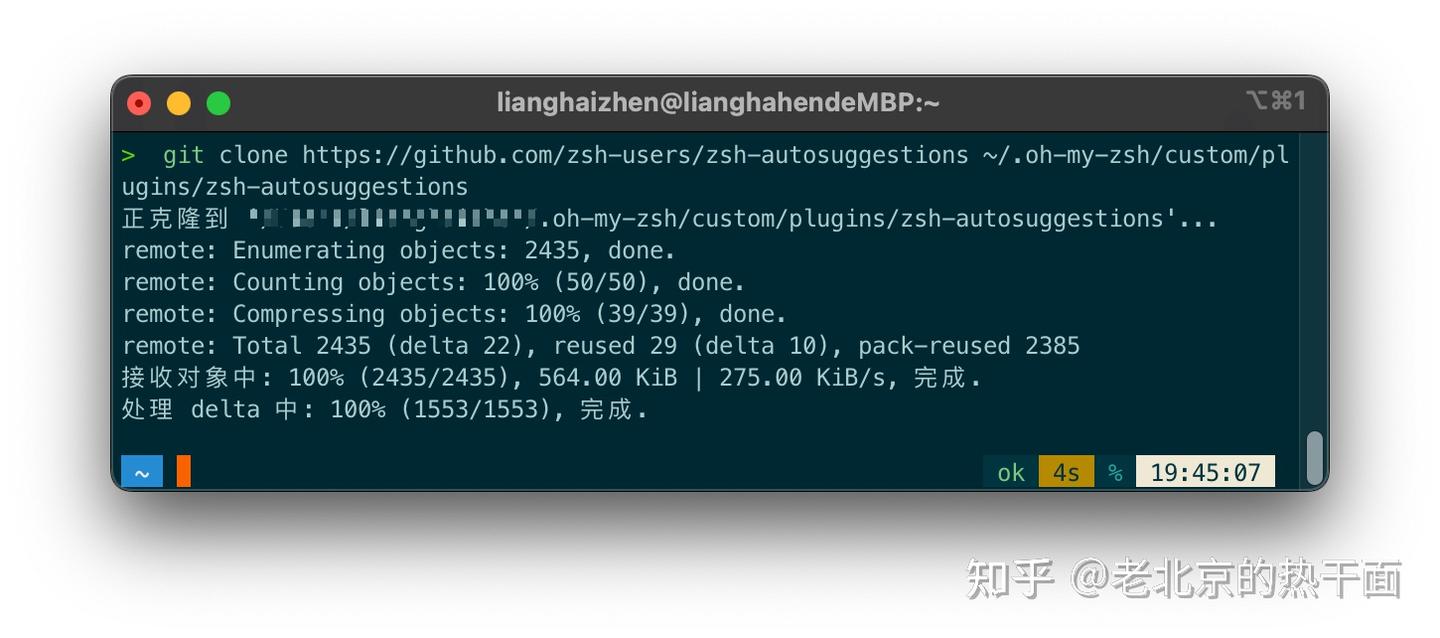 lianghaizhen@lianghahendeMBP:~
⌥⌘1
> git clone https://github.com/zsh-users/zsh-autosuggestions ~/.oh-my-zsh/custom/pl
ugins/zsh-autosuggestions
正克隆到 '.oh-my-zsh/custom/plugins/zsh-autosuggestions'...
remote: Enumerating objects: 2435, done.
remote: Counting objects: 100% (50/50), done.
remote: Compressing objects: 100% (39/39), done.
remote: Total 2435 (delta 22), reused 29 (delta 10), pack-reused 2385
接收对象中: 100% (2435/2435), 564.00 KiB | 275.00 KiB/s, 完成.
处理 delta 中: 100% (1553/1553), 完成.
~ ok 4s % 19:45:07
知乎 @老北京的热干面